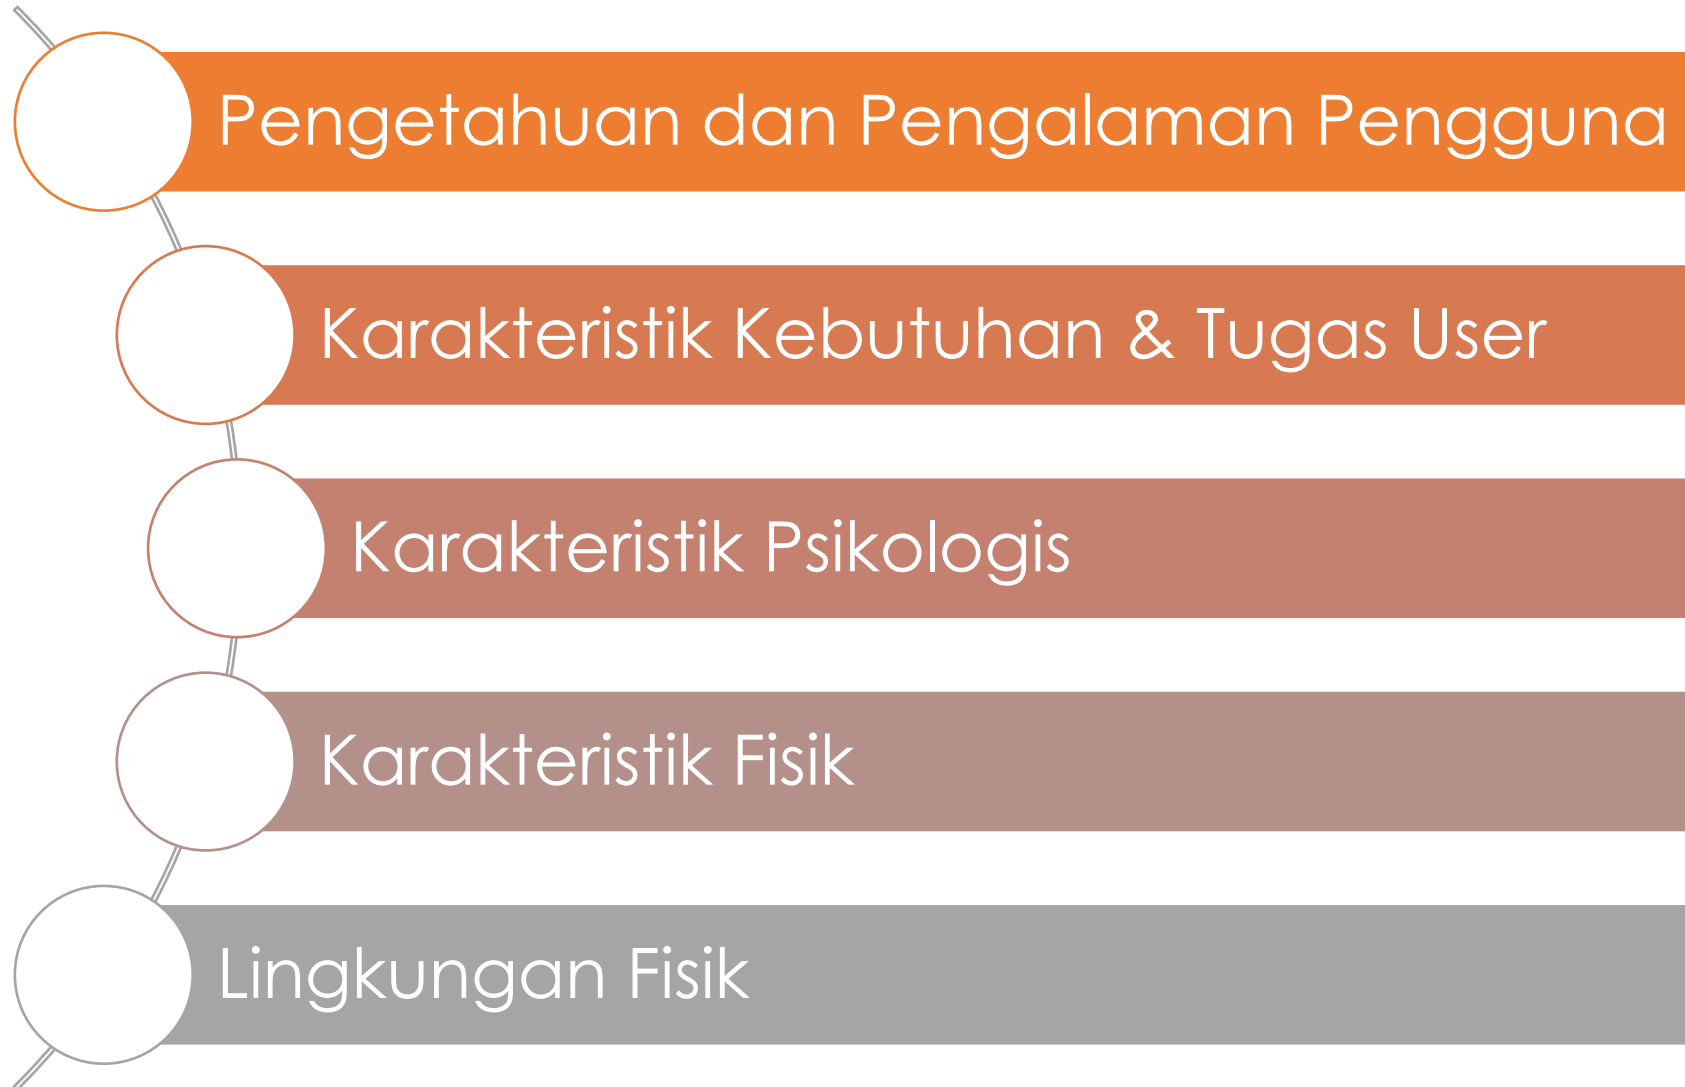 Pengetahuan dan Pengalaman Pengguna
Karakteristik Kebutuhan & Tugas User
Karakteristik Psikologis
Karakteristik Fisik
Lingkungan Fisik